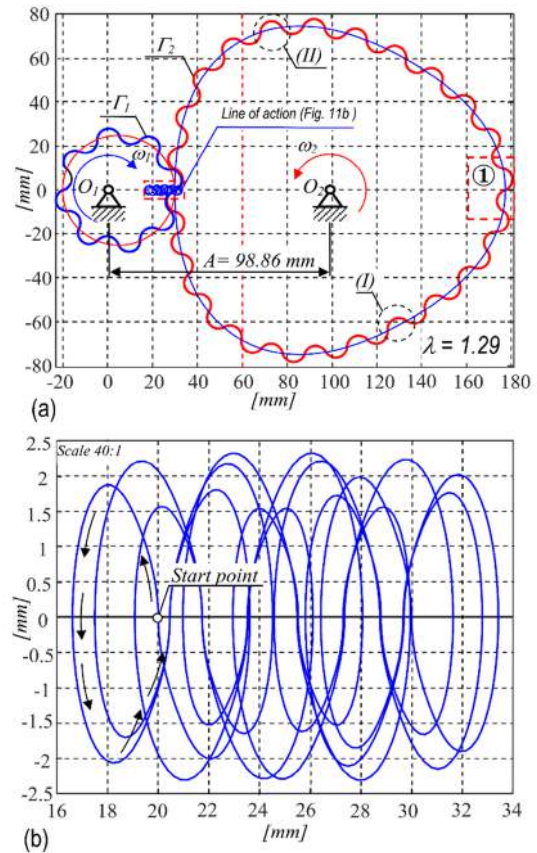 80
60
40
20
0
-20
-40
-60
-80
[mm]
Γ2
(II)
Γ1
Line of action (Fig. 11b)
ω1
ω2
①
O1
O2
A= 98.86 mm
(I)
λ = 1.29
-20 0 20 40 60 80 100 120 140 160 180
[mm]
(a)
2.5
2
1.5
1
0.5
0
-0.5
-1
-1.5
-2
-2.5
[mm]
Scale 40:1
Start point
16 18 20 22 24 26 28 30 32 34
[mm]
(b)